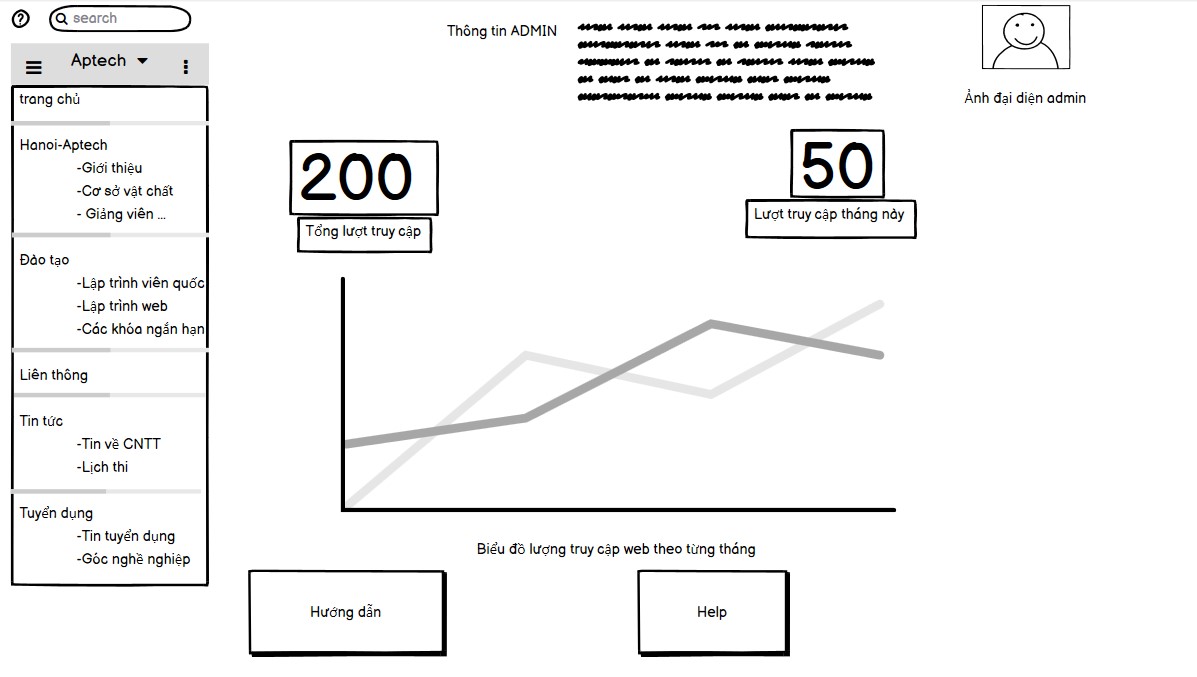 search
Aptech
trang chủ
Hanoi-Aptech
-Giới thiệu
-Cơ sở vật chất
- Giảng viên ...
Đào tạo
-Lập trình viên quốc
-Lập trình web
-Các khóa ngắn hạn
Liên thông
Tin tức
-Tin về CNTT
-Lịch thi
Tuyển dụng
-Tin tuyển dụng
-Góc nghề nghiệp
Thông tin ADMIN
Ảnh đại diện admin
200
Tổng lượt truy cập
50
Lượt truy cập tháng này
Biểu đồ lượng truy cập web theo từng tháng
Hướng dẫn
Help